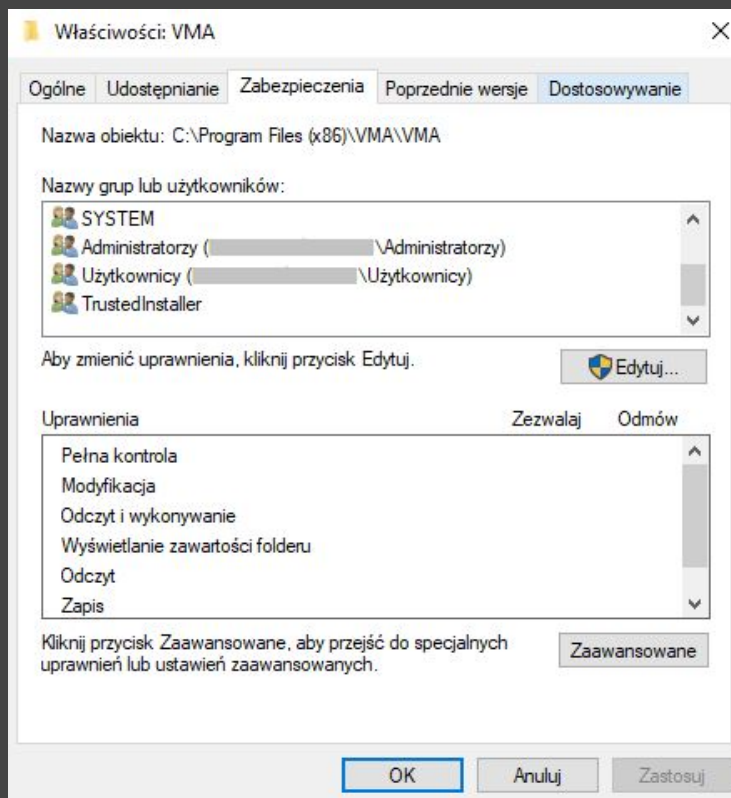 Właściwości: VMA
Ogólne Udostępnianie Zabezpieczenia Poprzednie wersje Dostosowywanie
Nazwa obiektu: C:\Program Files (x86)\VMA\VMA
Nazwy grup lub użytkowników:
SYSTEM
Administratorzy ( \Administratorzy)
Użytkownicy ( \Użytkownicy)
TrustedInstaller
Aby zmienić uprawnienia, kliknij przycisk Edytuj.
Edytuj...
Uprawnienia Zezwalaj Odmów
Pełna kontrola
Modyfikacja
Odczyt i wykonywanie
Wyświetlanie zawartości folderu
Odczyt
Zapis
Kliknij przycisk Zaawansowane, aby przejść do specjalnych
uprawnień lub ustawień zaawansowanych.
Zaawansowane
OK Anuluj Zastosuj